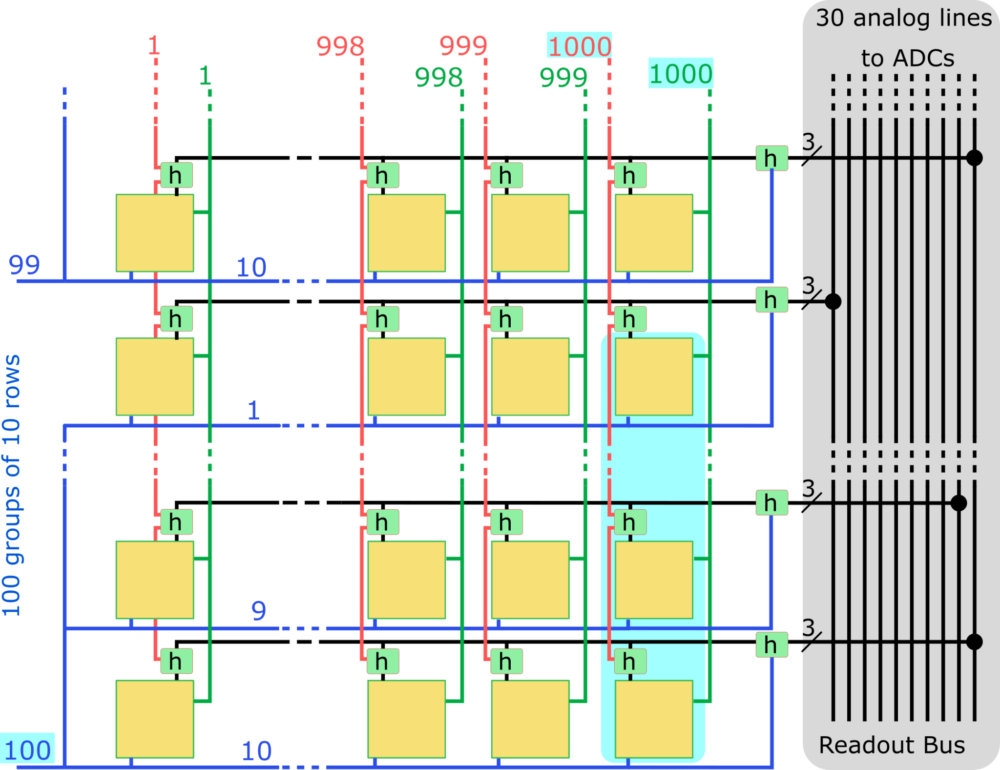 30 analog lines
to ADCs
1
998
999
1000
1
998
999
1000
3
h
h
h
h
h
99
10
3
h
h
h
h
h
1
100 groups of 10 rows
3
h
h
h
h
h
9
3
h
h
h
h
h
100
10
Readout Bus